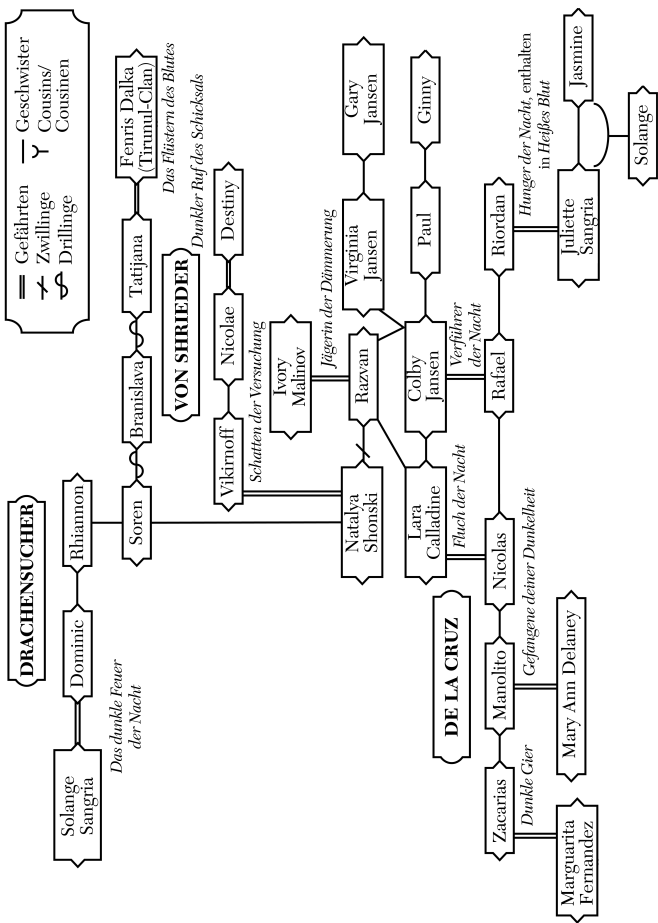 DRACHENSUCHER
Solange
Sangria
Das dunkle Feuer
der Nacht
Dominic
Rhiannon
Soren
Branislava
Tatijana
Fenris Dalka
(Tirunul-Clan)
Das Flüstern des Blutes
Gefährten
Zwillinge
Drillinge
Geschwister
Cousins/
Cousinen
VON SHRIEDER
Dunkler Ruf des Schicksals
Vikirnoff
Nicolae
Destiny
Schatten der Versuchung
Ivory
Malinov
Jägerin der Dämmerung
Natalya
Shonski
Razvan
Virginia
Jansen
Gary
Jansen
Lara
Calladine
Colby
Jansen
Paul
Ginny
Fluch der Nacht
Verführer
der Nacht
DE LA CRUZ
Zacarias
Manolito
Nicolas
Rafael
Riordan
Dunkle Gier
Gefangene deiner Dunkelheit
Hunger der Nacht, enthalten
in Heißes Blut
Marguarita
Fernandez
Mary Ann Delaney
Juliette
Sangria
Jasmine
Solange